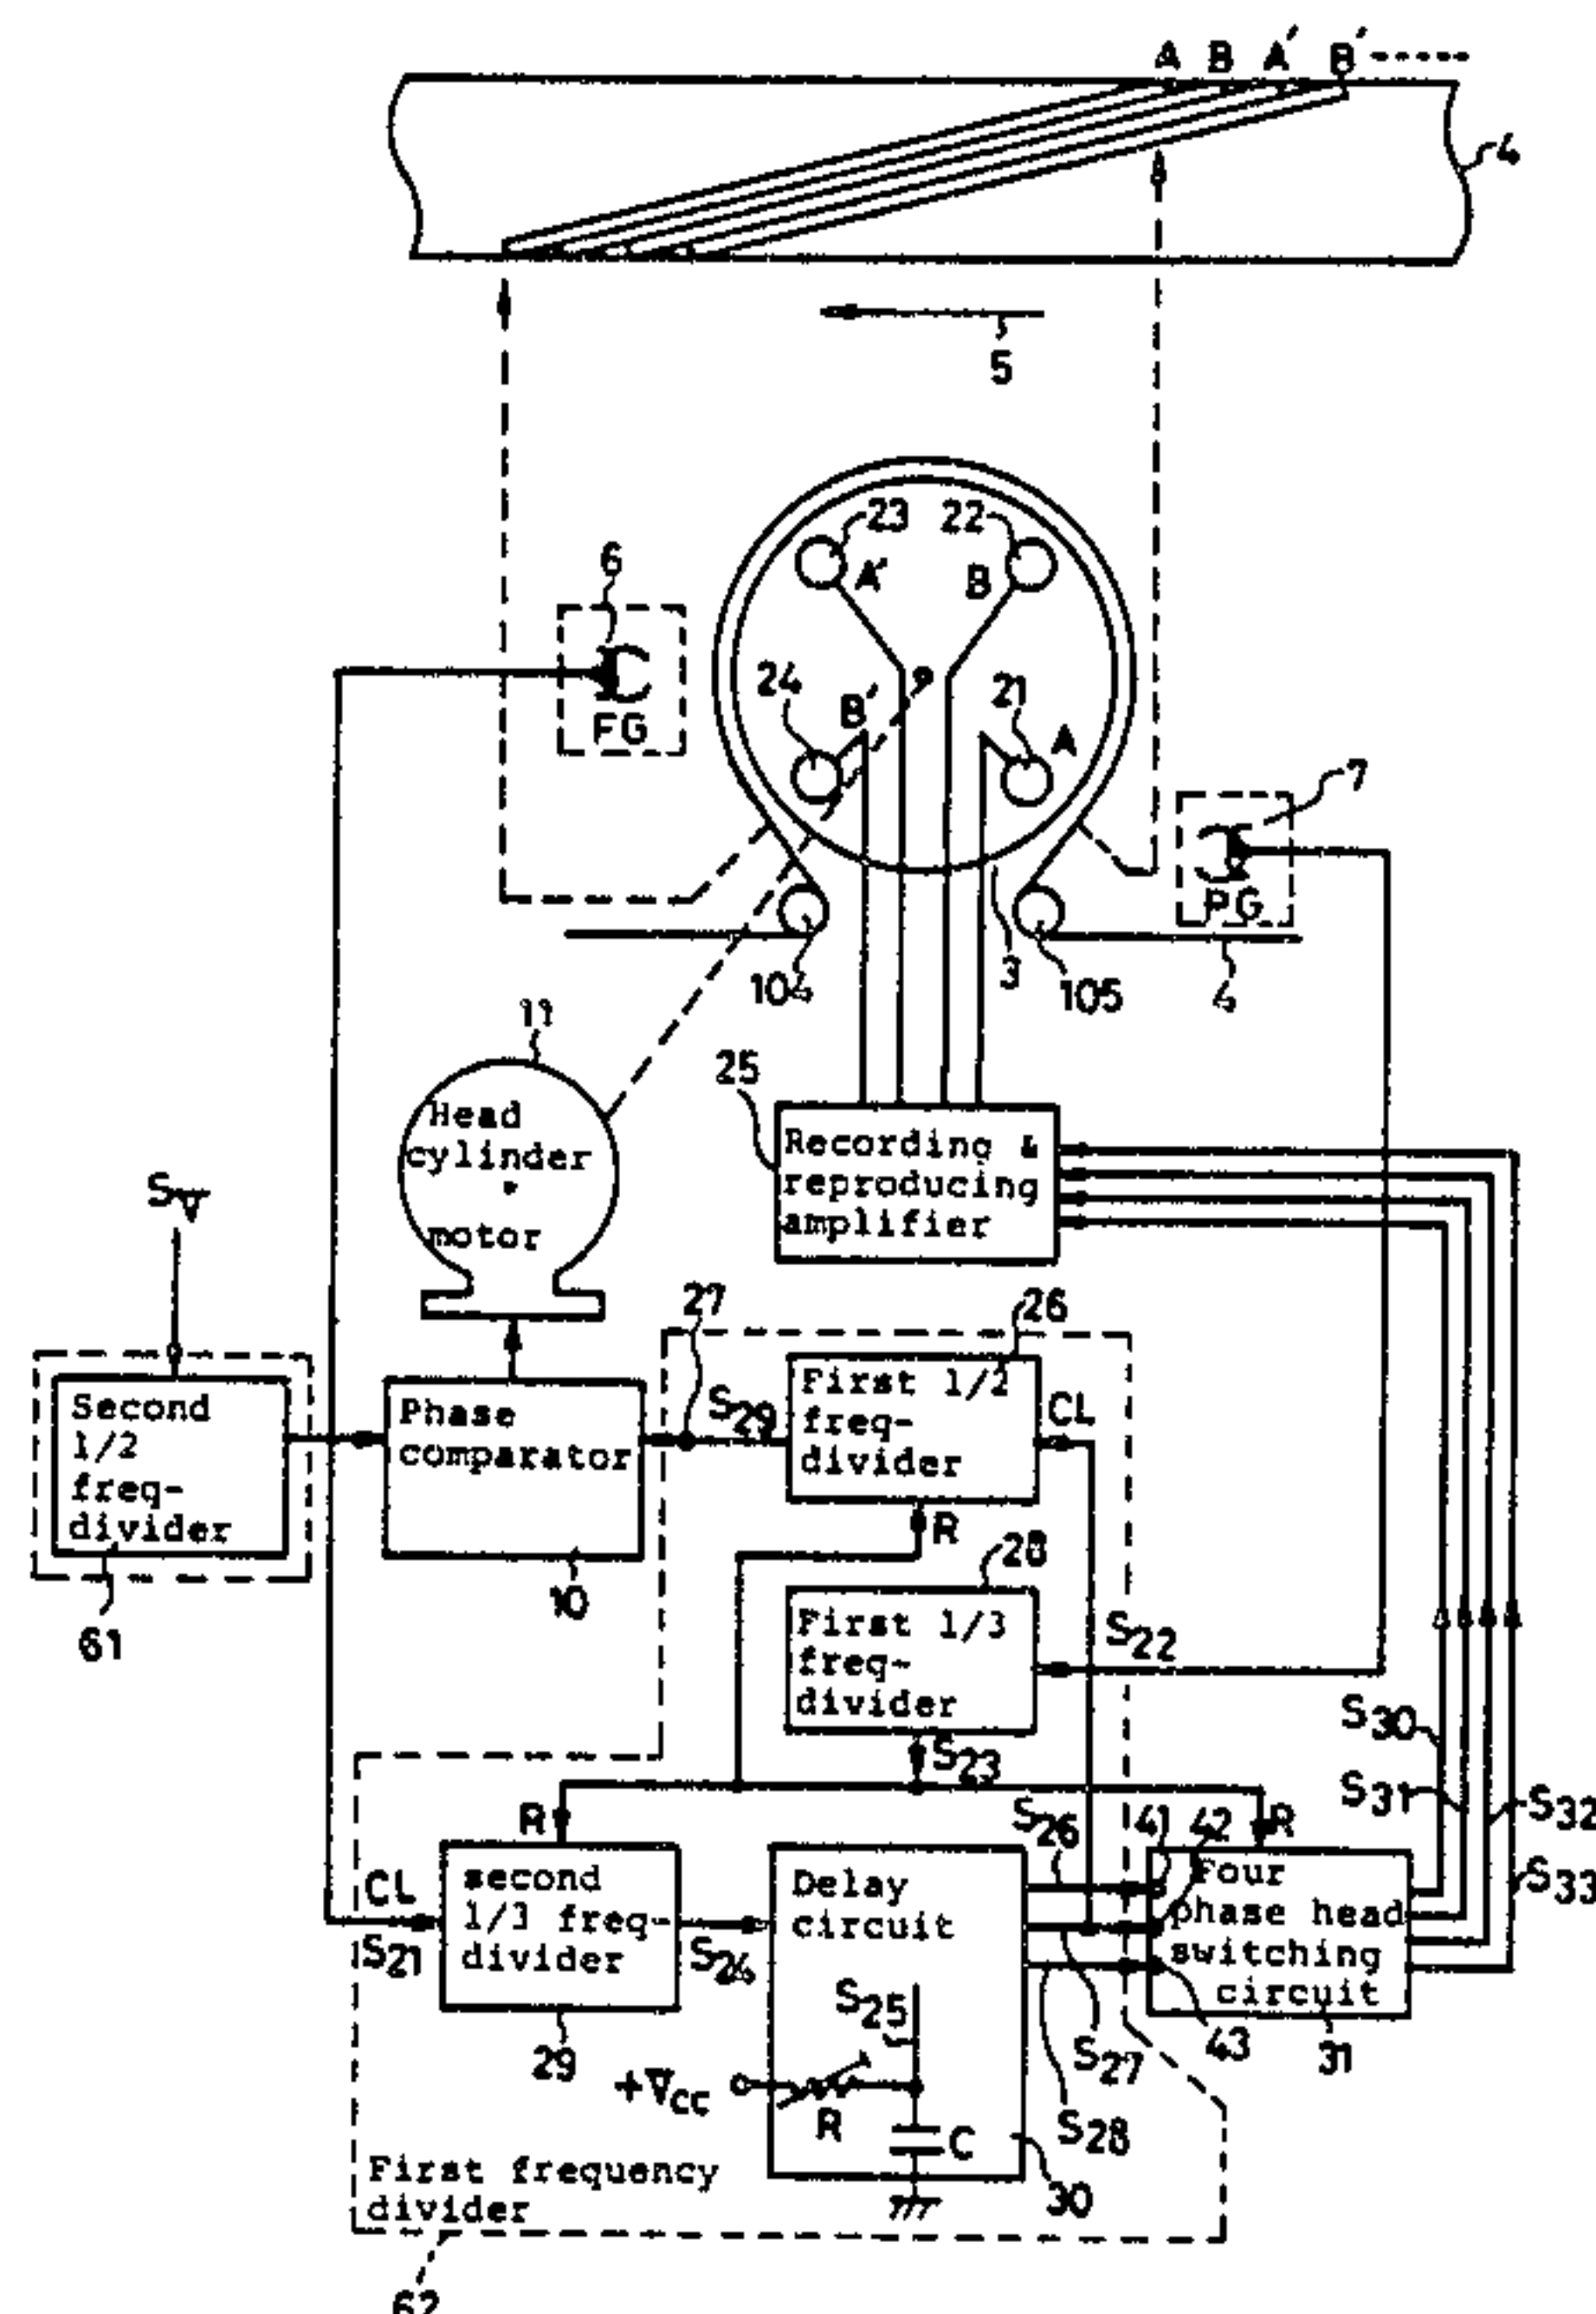 A B A' B'
4
5
23 22
6
A' B
24 21
B' A
FG
7
PG
104 3 105 4
11
25
Head
cylinder
motor
Recording &
reproducing
amplifier
S∇
27 26
Second
1/2
freq-
divider
Phase
comparator
S29
First 1/2
freq-
divider
CL
R
61 10 28
First 1/3
freq-
divider
S22
S30
S23
S31 S32
R S26 41 42 R
S33
CL
S21
second
1/3 freq-
divider
S24
Delay
circuit
Four
phase head
switching
circuit
S25
29 43 31
S27
+Vcc
R C
S28
First frequency
divider
30
62